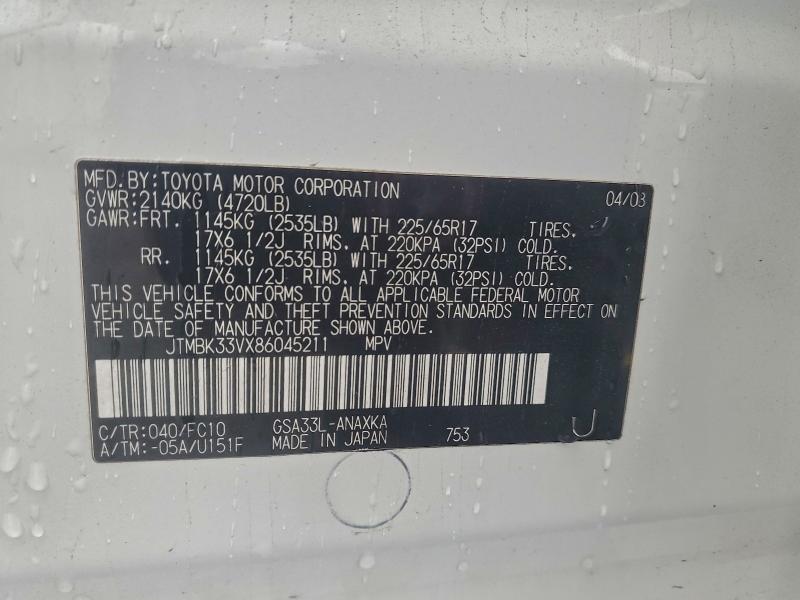 MFD.BY:TOYOTA MOTOR CORPORATION 04/08
GVWR:2140KG (4720LB)
GAWR:FRT. 1145KG (2535LB) WITH 225/65R17 TIRES.
17X6 1/2J RIMS. AT 220KPA (32PSI) COLD.
RR. 1145KG (2535LB) WITH 225/65R17 TIRES.
17X6 1/2J RIMS. AT 220KPA (32PSI) COLD.
THIS VEHICLE CONFORMS TO ALL APPLICABLE FEDERAL MOTOR
VEHICLE SAFETY AND THEFT PREVENTION STANDARDS IN EFFECT ON
THE DATE OF MANUFACTURE SHOWN ABOVE.
JTMBK33VX86045211 MPV
C/TR:040/FC10 GSA33L-ANAXKA
A/TM:-05A/U151F MADE IN JAPAN 753 U